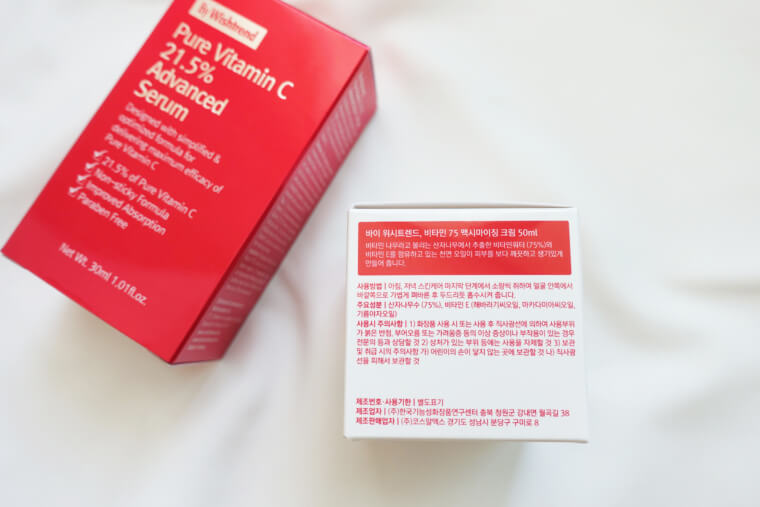 By Wishtrend
Pure Vitamin C
21.5%
Advanced
Serum
Designed with simplified &
optimized formula for
delivering maximum efficacy of
Pure Vitamin C
21.5% of Pure Vitamin C
Non-sticky Formula
Improved Absorption
Paraben Free
Net Wt. 30ml 1.01fl.oz.
바이 위시트렌드, 비타민 75 맥시마이징 크림 50ml
비타민 나무라고 불리는 산자나무에서 추출한 비타민워터 (75%)와
비타민 E를 함유하고 있는 천연 오일이 피부를 보다 깨끗하고 생기있게
만들어 줍니다.
사용방법 | 아침, 저녁 스킨케어 마지막 단계에서 소량씩 취하여 얼굴 안쪽에서
바깥쪽으로 가볍게 펴바른 후 두드리듯 흡수시켜 줍니다.
주요성분 | 산자나무수 (75%), 비타민 E (해바라기씨오일, 마카다미아씨오일,
기름야자오일)
사용시 주의사항 | 1) 화장품 사용 시 또는 사용 후 직사광선에 의하여 사용부위
가 붉은 반점, 부어오름 또는 가려움증 등의 이상 증상이나 부작용이 있는 경우
전문의 등과 상담할 것 2) 상처가 있는 부위 등에는 사용을 자제할 것 3) 보관
및 취급 시의 주의사항 가) 어린이의 손이 닿지 않는 곳에 보관할 것 나) 직사광
선을 피해서 보관할 것
제조번호·사용기한 | 별도표기
제조업자 | (주)한국기능성화장품연구센터 충북 청원군 강내면 월곡길 38
제조판매업자 | (주)코스알엑스 경기도 성남시 분당구 구미로 8